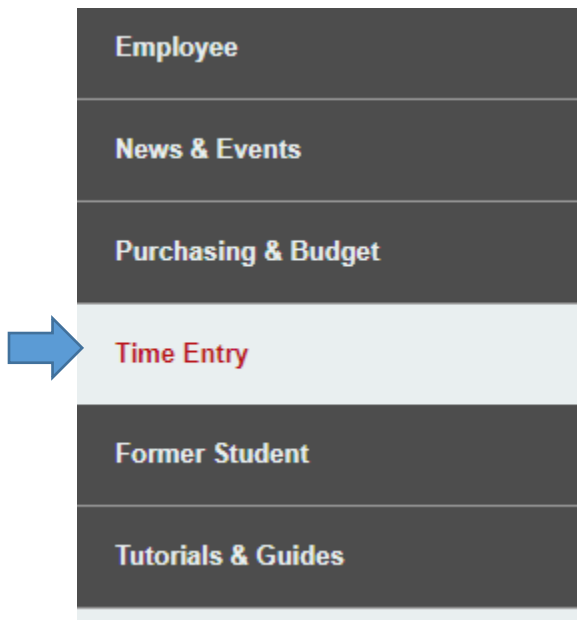 Employee
News & Events
Purchasing & Budget
Time Entry
Former Student
Tutorials & Guides